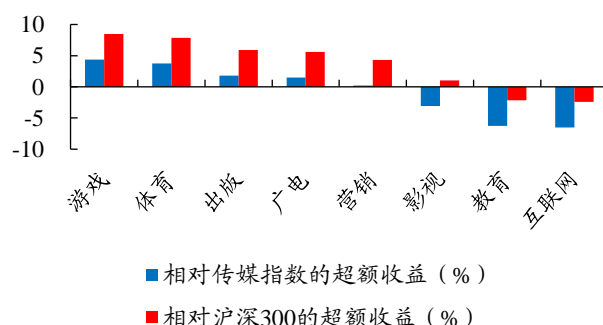 10
5
0
-5
-10
游戏 体育 出版 广电 营销 影视 教育 互联网
相对传媒指数的超额收益（%）
相对沪深300的超额收益（%）